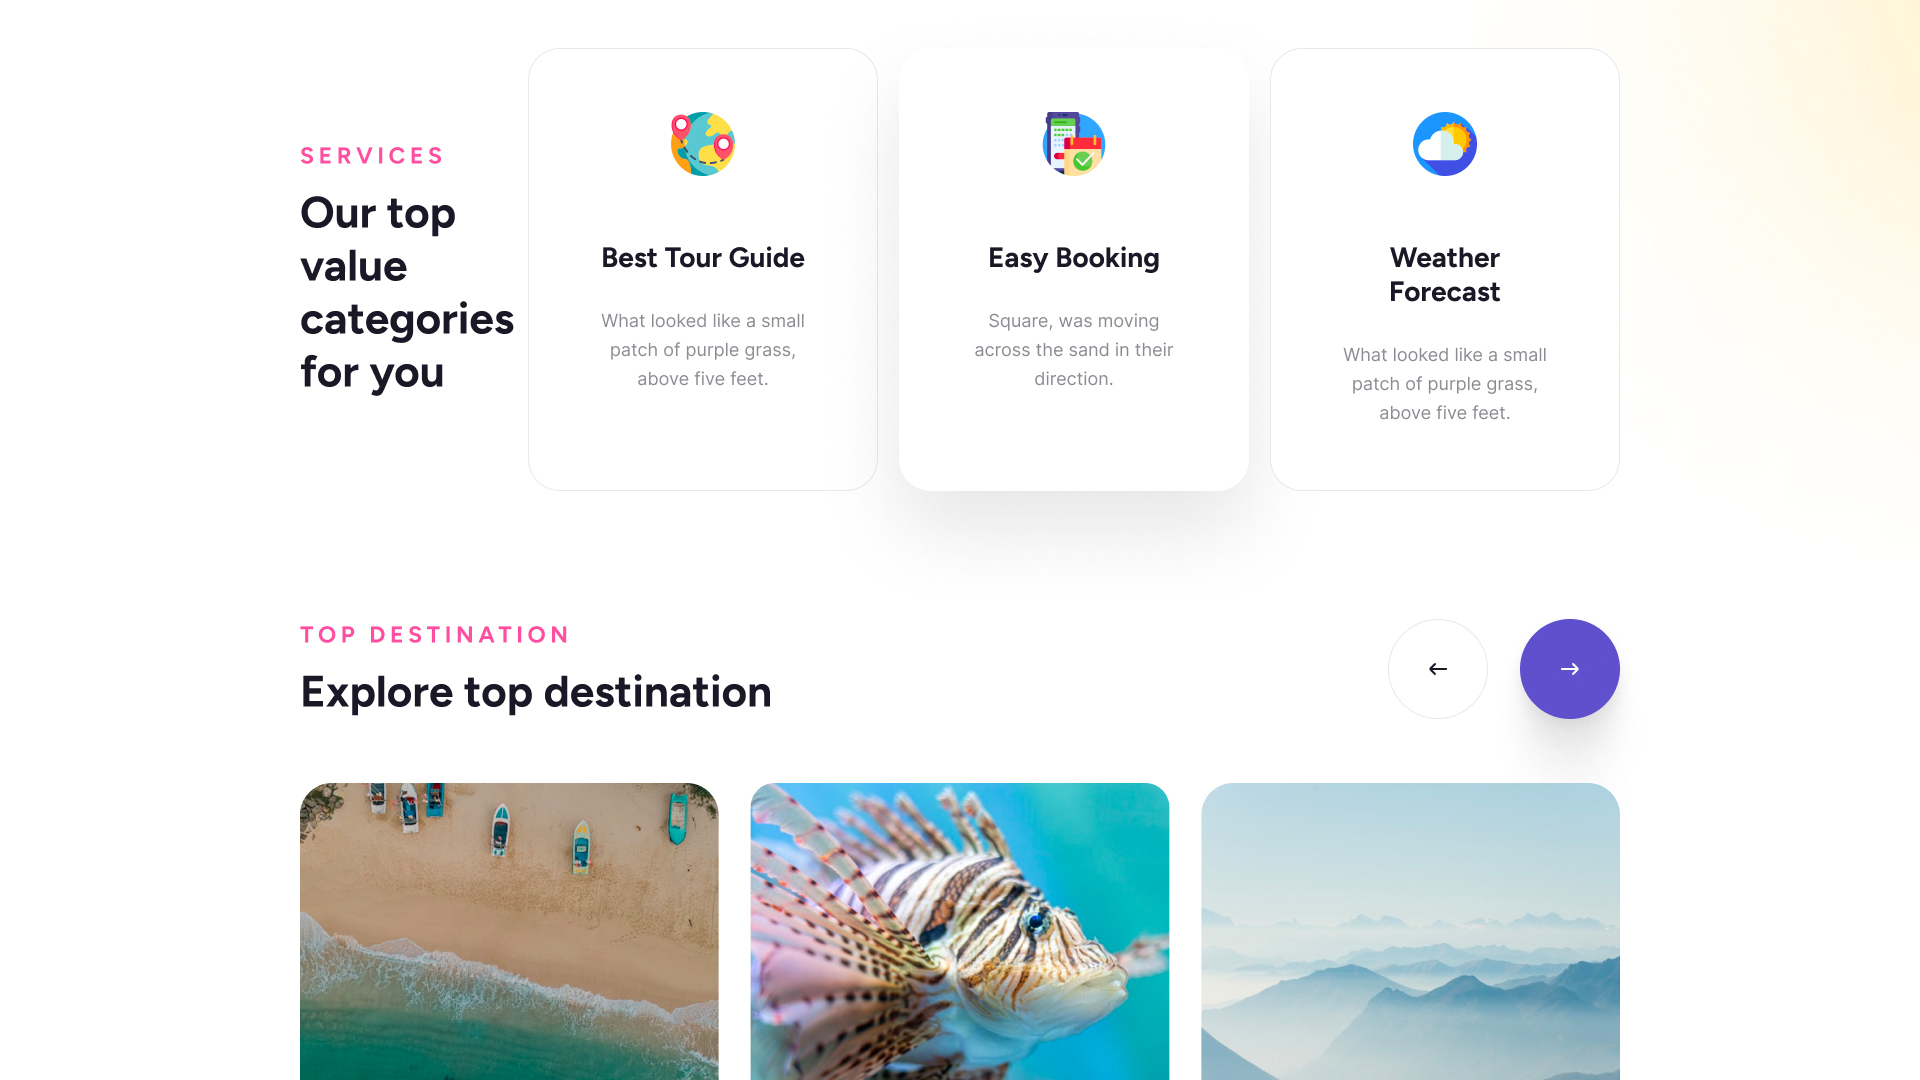 SERVICES
Our top
value
categories
for you
Best Tour Guide
What looked like a small
patch of purple grass,
above five feet.
Easy Booking
Square, was moving
across the sand in their
direction.
Weather
Forecast
What looked like a small
patch of purple grass,
above five feet.
TOP DESTINATION
Explore top destination